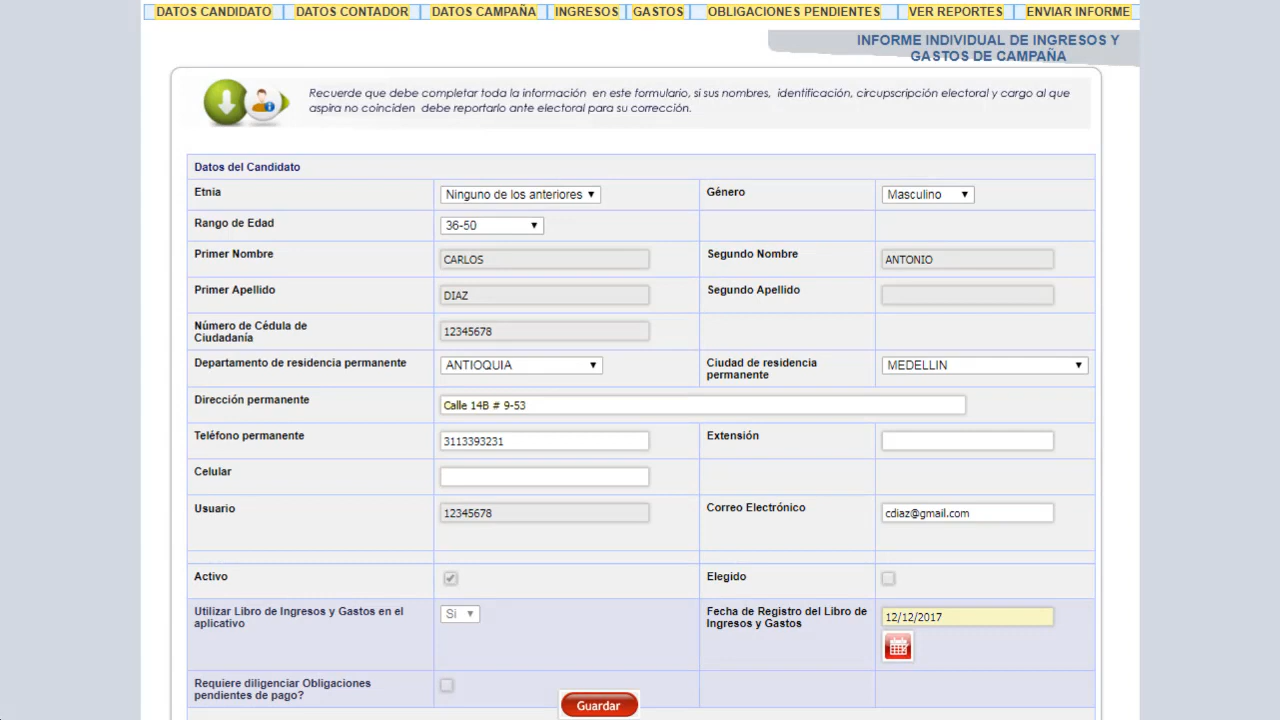 DATOS CANDIDATO DATOS CONTADOR DATOS CAMPAÑA INGRESOS GASTOS OBLIGACIONES PENDIENTES VER REPORTES ENVIAR INFORME
INFORME INDIVIDUAL DE INGRESOS Y
GASTOS DE CAMPAÑA
Recuerde que debe completar toda la información en este formulario, si sus nombres, identificación, circupscripción electoral y cargo al que
aspira no coinciden debe reportarlo ante electoral para su corrección.
Datos del Candidato
Etnia Ninguno de los anteriores Género Masculino
Rango de Edad 36-50
Primer Nombre CARLOS Segundo Nombre ANTONIO
Primer Apellido DIAZ Segundo Apellido
Número de Cédula de
Ciudadanía 12345678
Departamento de residencia permanente ANTIOQUIA Ciudad de residencia
permanente MEDELLIN
Dirección permanente Calle 14B # 9-53
Teléfono permanente 3113393231 Extensión
Celular
Usuario 12345678 Correo Electrónico cdiaz@gmail.com
Activo Elegido
Utilizar Libro de Ingresos y Gastos en el
aplicativo Si Fecha de Registro del Libro de
Ingresos y Gastos 12/12/2017
Requiere diligenciar Obligaciones
pendientes de pago?
Guardar